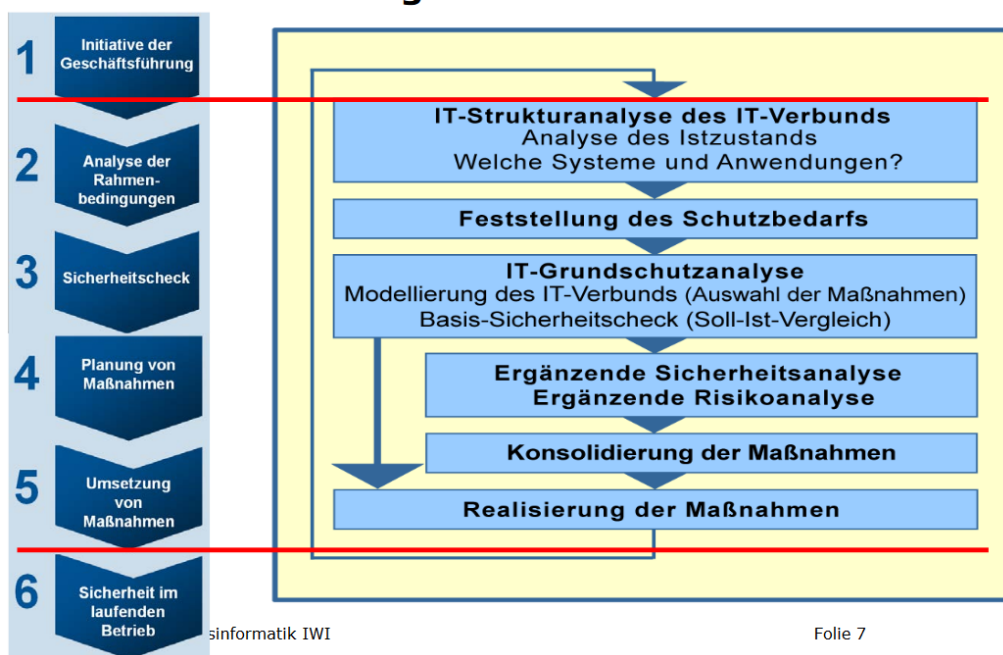 1
Initiative der
Geschäftsführung
2
Analyse der
Rahmen-
bedingungen
3
Sicherheitscheck
4
Planung von
Maßnahmen
5
Umsetzung
von
Maßnahmen
6
Sicherheit im
laufenden
Betrieb
IT-Strukturanalyse des IT-Verbunds
Analyse des Istzustands
Welche Systeme und Anwendungen?
Feststellung des Schutzbedarfs
IT-Grundschutzanalyse
Modellierung des IT-Verbunds (Auswahl der Maßnahmen)
Basis-Sicherheitscheck (Soll-Ist-Vergleich)
Ergänzende Sicherheitsanalyse
Ergänzende Risikoanalyse
Konsolidierung der Maßnahmen
Realisierung der Maßnahmen
sinformatik IWI
Folie 7